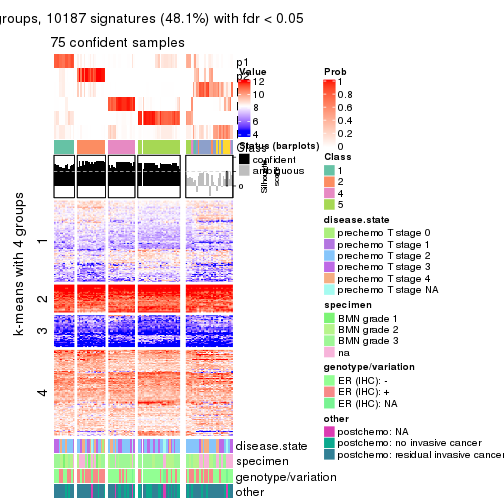 groups, 10187 signatures (48.1%) with fdr < 0.05
75 confident samples
p1
p2
Class
Value
12
10
8
6
4
Status (barplots)
confident
ambiguous
0
Silhouette
score
Prob
1
0.8
0.6
0.4
0.2
0
Class
1
2
4
5
disease.state
prechemo T stage 0
prechemo T stage 1
prechemo T stage 2
prechemo T stage 3
prechemo T stage 4
prechemo T stage NA
specimen
BMN grade 1
BMN grade 2
BMN grade 3
na
genotype/variation
ER (IHC): -
ER (IHC): +
ER (IHC): NA
other
postchemo: NA
postchemo: no invasive cancer
postchemo: residual invasive cancer
k-means with 4 groups
1
2
3
4
disease.state
specimen
genotype/variation
other